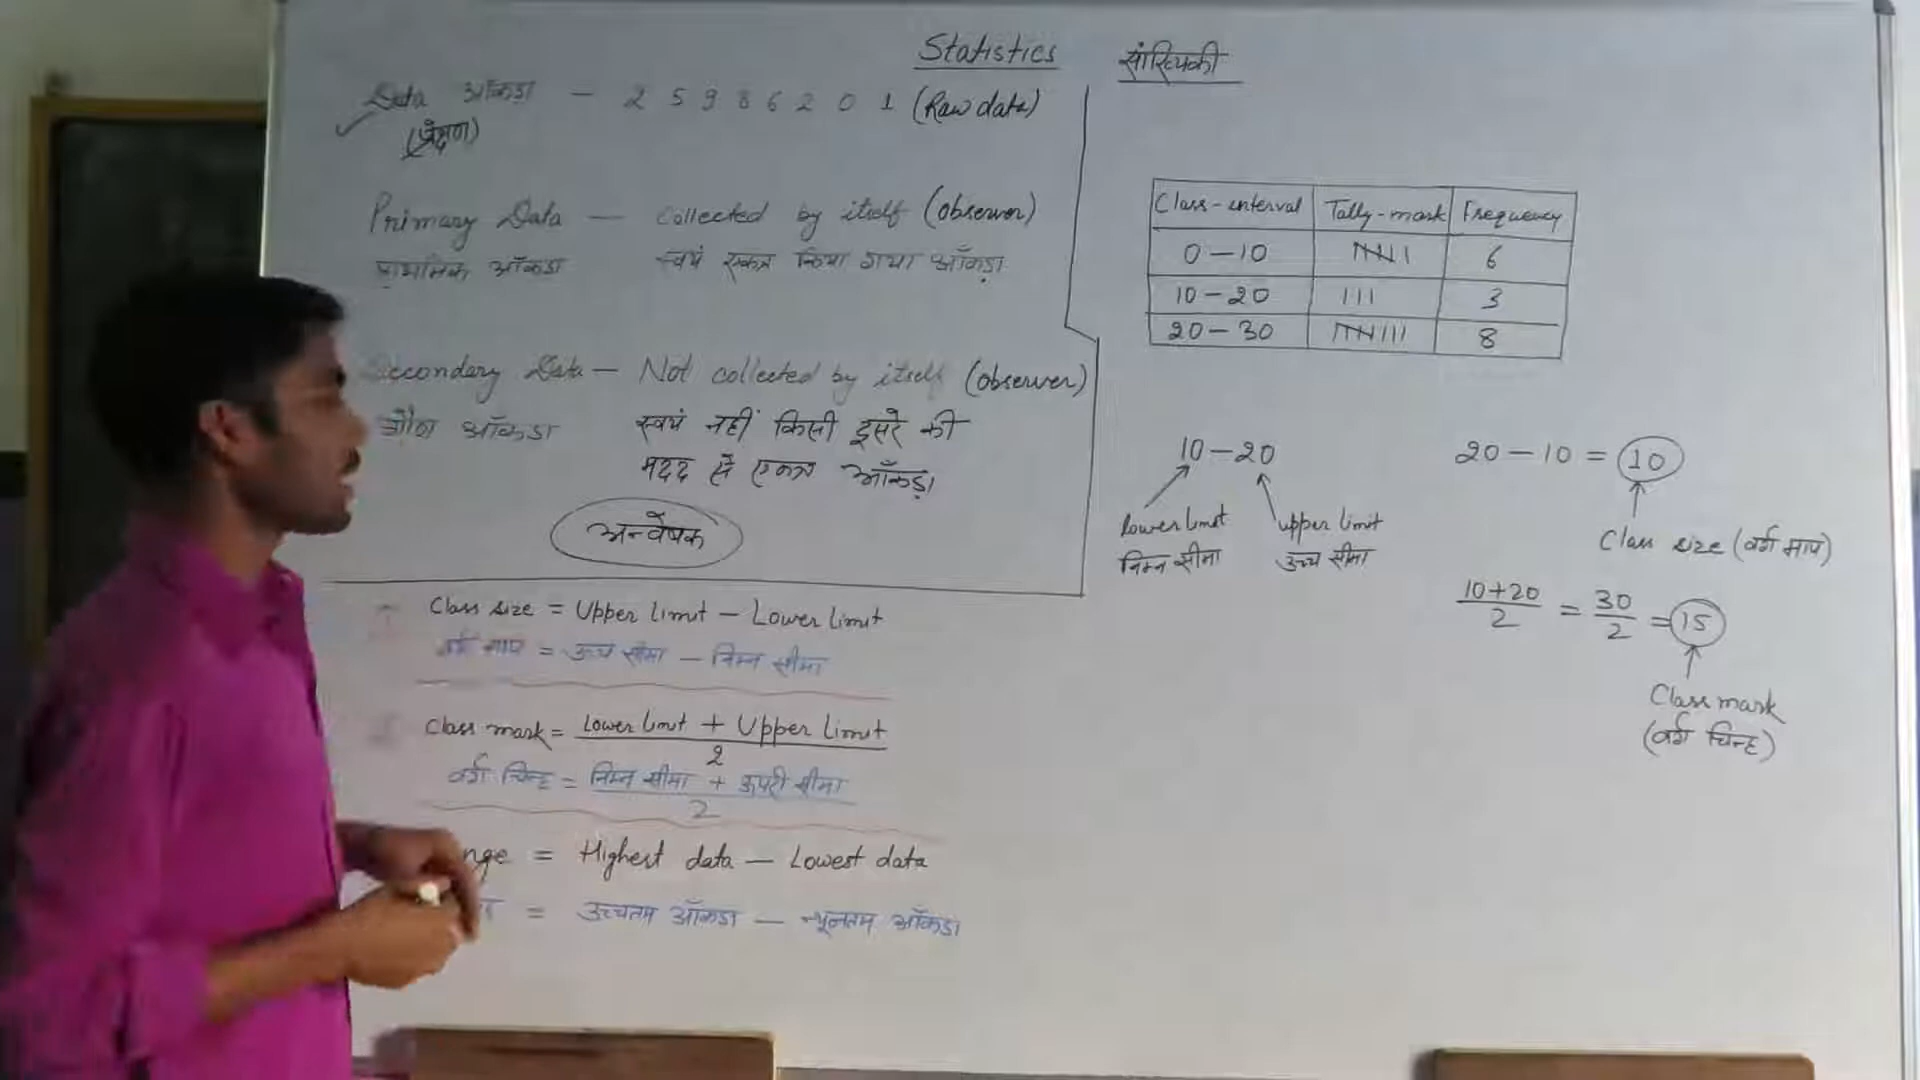 Statistics सांख्यिकी
Data आँकड़ा – 2 5 9 8 6 2 0 1 (Raw data)
(प्रेक्षण)
Primary Data — Collected by itself (observer)
प्राथमिक आँकड़ा स्वयं एकत्र किया गया आँकड़ा
Secondary Data — Not collected by itself (observer)
गौण आँकड़ा स्वयं नहीं किसी दूसरे की
मदद से एकत्र आँकड़ा
अन्वेषक
Class size = Upper limit – Lower limit
वर्ग माप = उच्च सीमा – निम्न सीमा
Class mark = Lower limit + Upper limit
2
वर्ग चिन्ह = निम्न सीमा + ऊपरी सीमा
2
nge = Highest data — Lowest data
= उच्चतम आँकड़ा — न्यूनतम आँकड़ा
Class-interval Tally-mark Frequency
0 – 10 6
10 – 20 ||| 3
20 – 30 8
10 – 20
Lower limit upper limit
निम्न सीमा उच्च सीमा
20 – 10 = 10
Class size (वर्ग माप)
10+20 = 30 = 15
2 2
Class mark
(वर्ग चिन्ह)